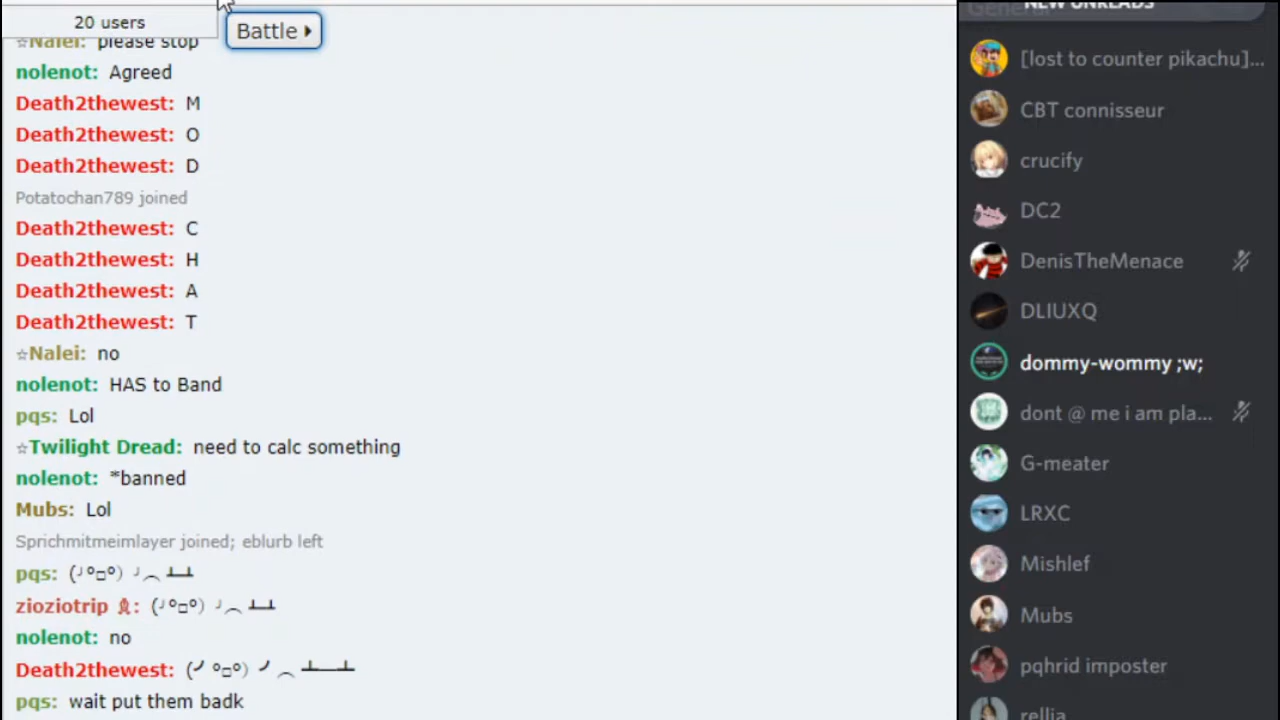 20 users
Battle
☆Nalei: please stop
nolenot: Agreed
Death2thewest: M
Death2thewest: O
Death2thewest: D
Potatochan789 joined
Death2thewest: C
Death2thewest: H
Death2thewest: A
Death2thewest: T
☆Nalei: no
nolenot: HAS to Band
pqs: Lol
☆Twilight Dread: need to calc something
nolenot: *banned
Mubs: Lol
Sprichmitmeimlayer joined; eblurb left
pqs: (╯°□°)╯︵ ┻┻
zioziotrip 🎗: (╯°□°)╯︵ ┻┻
nolenot: no
Death2thewest: (╯°□°)╯︵ ┻━┻
pqs: wait put them badk
General
NEW UNREADS
[lost to counter pikachu]...
CBT connisseur
crucify
DC2
DenisTheMenace
DLIUXQ
dommy-wommy ;w;
dont @ me i am pla...
G-meater
LRXC
Mishlef
Mubs
pqhrid imposter
rellia